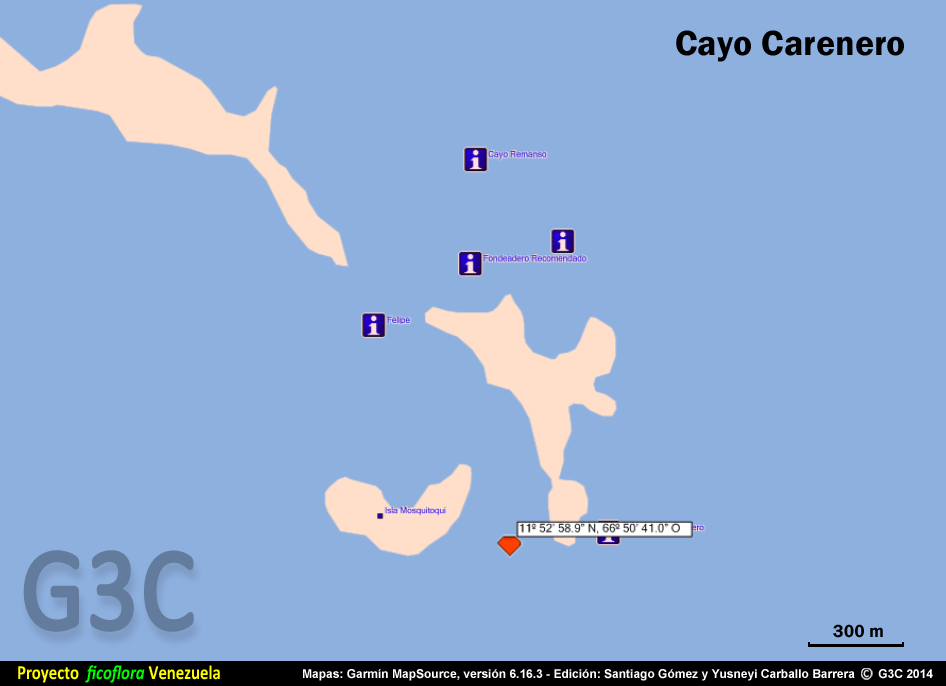 Cayo Carenero
Cayo Remanso
Fondeadero Recomendado
Felipe
Isla Mosquitoqui
11º 52' 58.9" N, 66º 50' 41.0" O
ero
G3C
300 m
Proyecto ficoflora Venezuela
Mapas: Garmin MapSource, versión 6.16.3 - Edición: Santiago Gómez y Yusneyi Carballo Barrera © G3C 2014